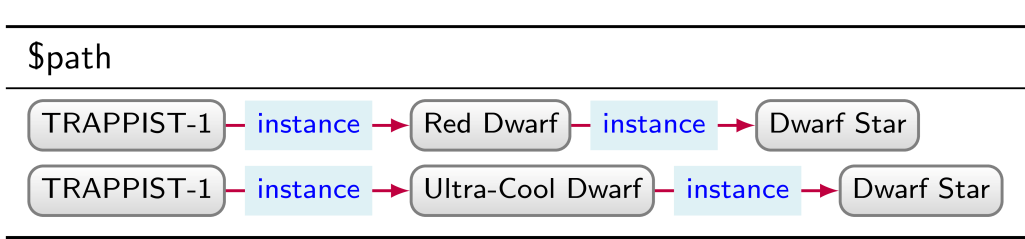 $path
TRAPPIST-1 instance Red Dwarf instance Dwarf Star
TRAPPIST-1 instance Ultra-Cool Dwarf instance Dwarf Star